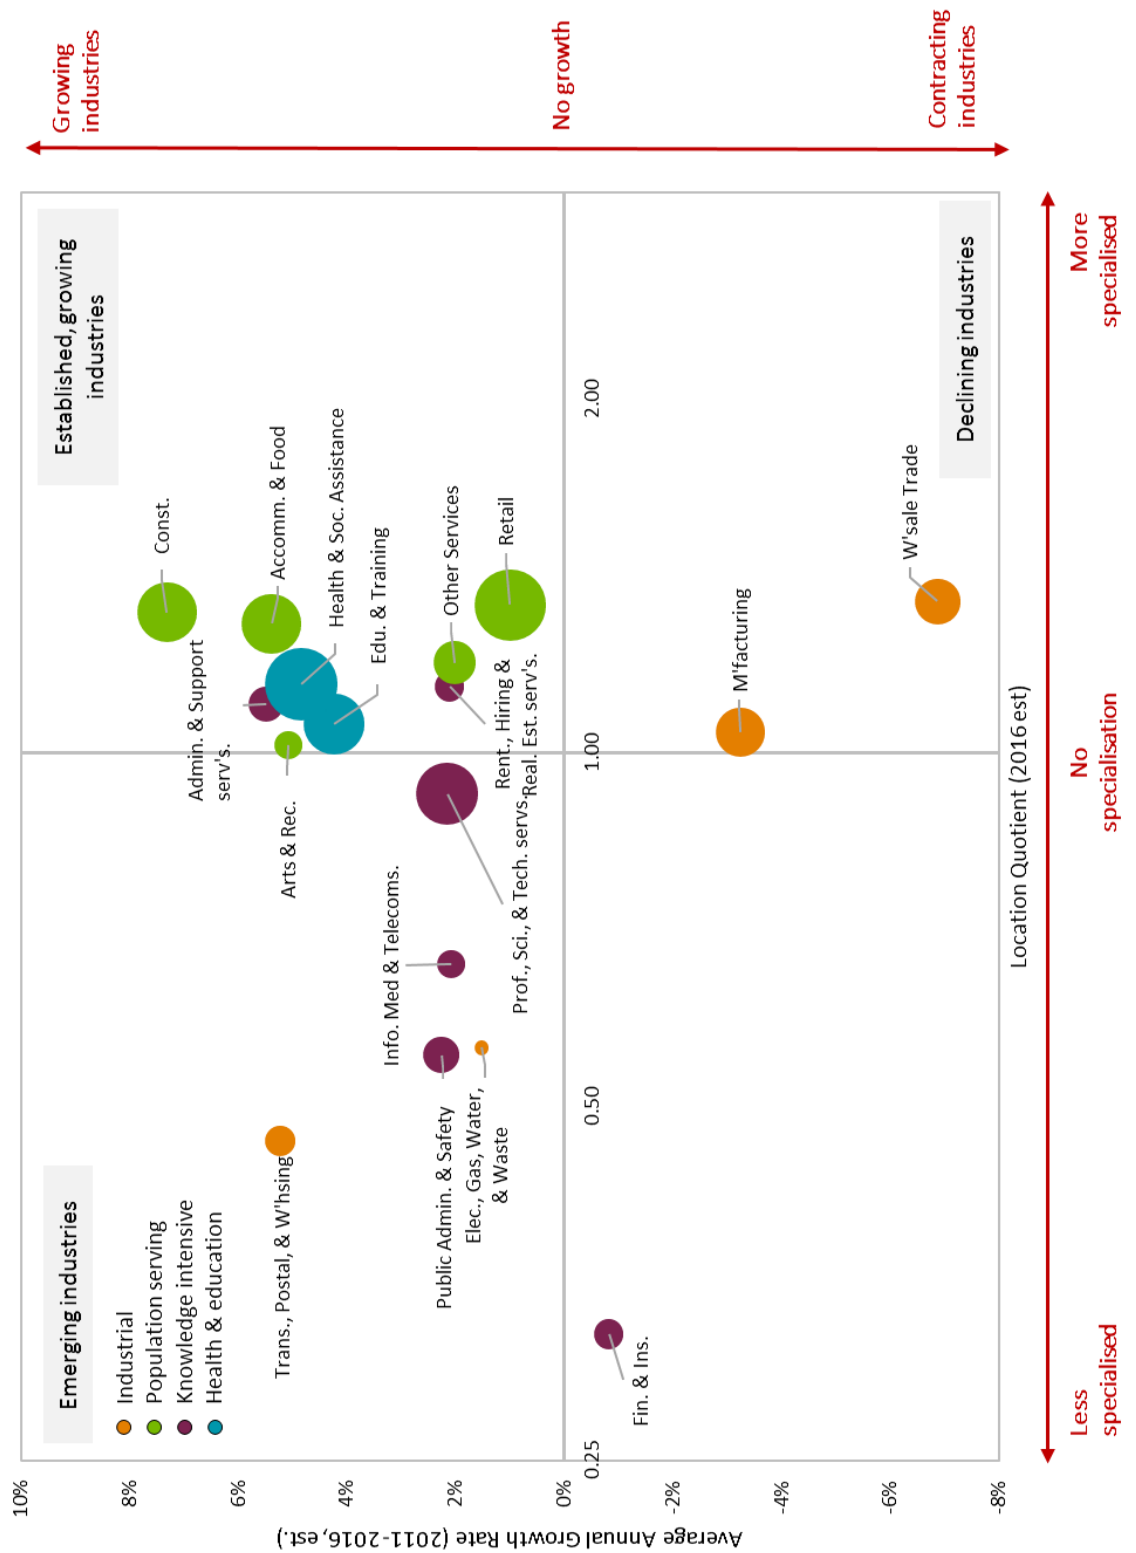 Emerging industries
Industrial
Population serving
Knowledge intensive
Health & education
Established, growing
industries
Declining industries
Const.
Accomm. & Food
Health & Soc. Assistance
Edu. & Training
Admin. & Support
serv's.
Arts & Rec.
Other Services
Retail
Rent., Hiring &
Real. Est. serv's.
Prof., Sci., & Tech. servs.
Info. Med & Telecoms.
Public Admin. & Safety
Elec., Gas, Water,
& Waste
Trans., Postal, & W'hsing
Fin. & Ins.
M'facturing
W'sale Trade
10%
8%
6%
4%
2%
0%
-2%
-4%
-6%
-8%
Average Annual Growth Rate (2011-2016, est.)
0.25
0.50
1.00
2.00
Location Quotient (2016 est)
Less
specialised
No
specialisation
More
specialised
Growing
industries
No growth
Contracting
industries